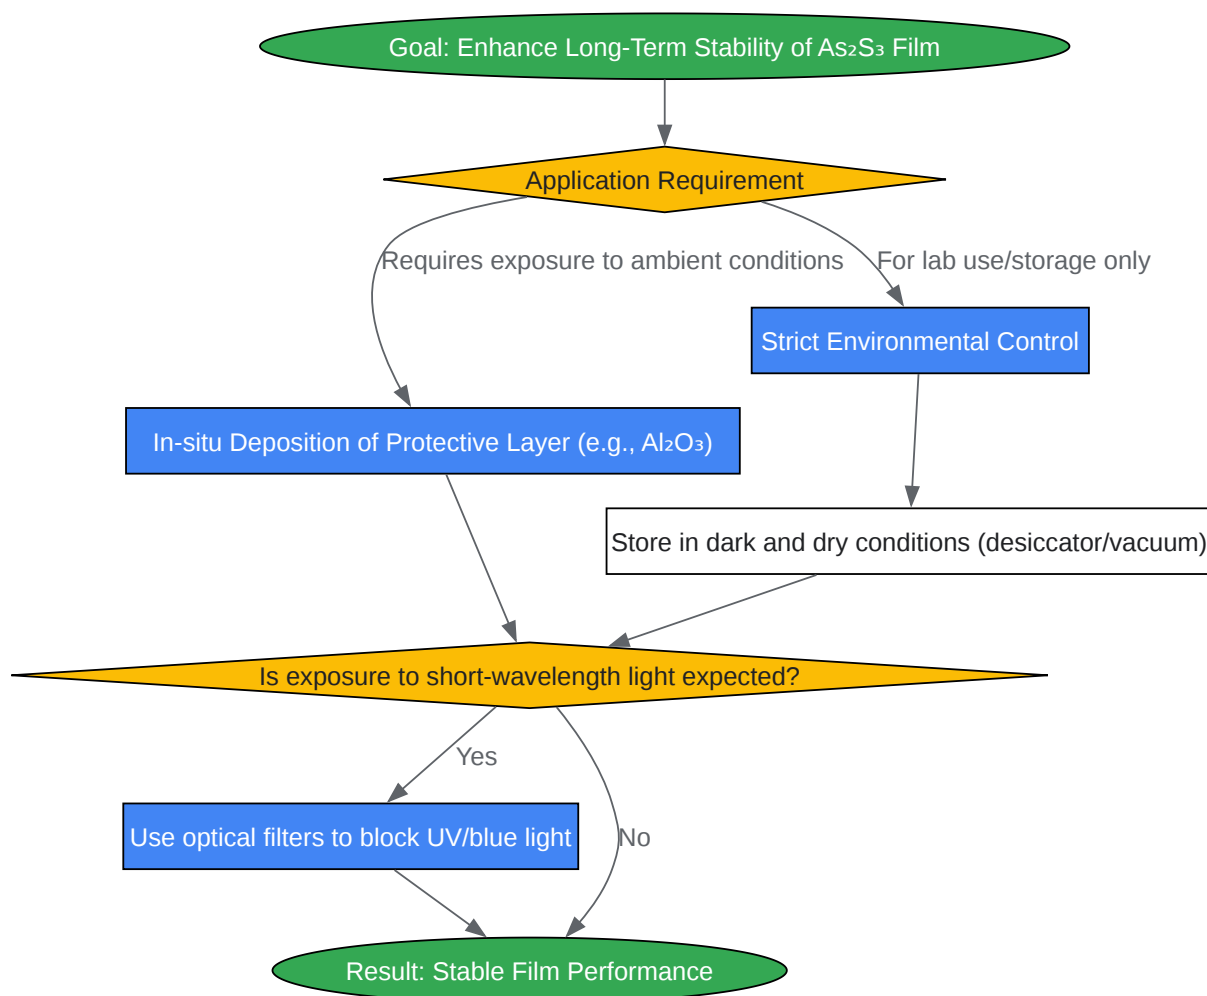 Goal: Enhance Long-Term Stability of As₂S₃ Film
Application Requirement
Requires exposure to ambient conditions
For lab use/storage only
Strict Environmental Control
In-situ Deposition of Protective Layer (e.g., Al₂O₃)
Store in dark and dry conditions (desiccator/vacuum)
Is exposure to short-wavelength light expected?
Yes
Use optical filters to block UV/blue light
No
Result: Stable Film Performance